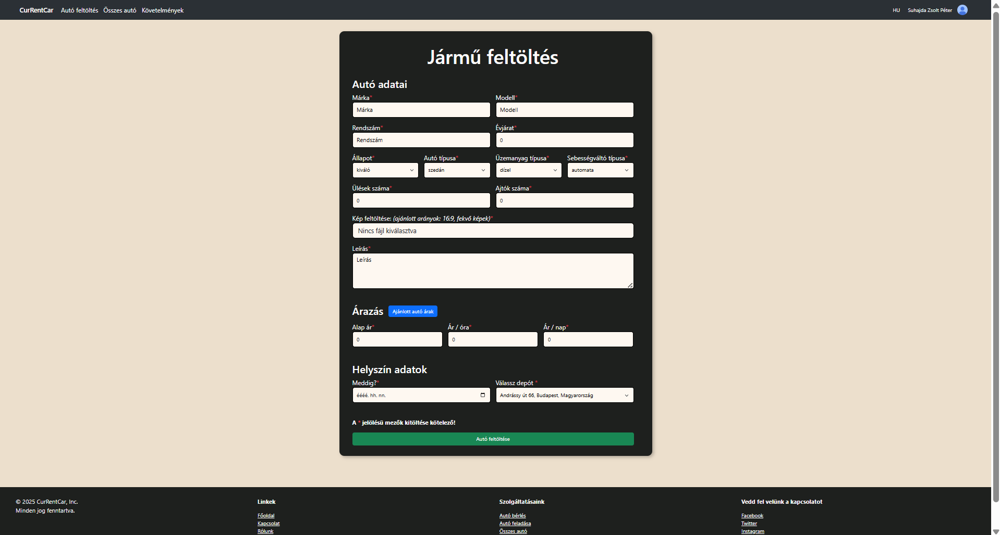 CurRentCar Autó feltöltés Összes autó Követelmények HU Suhajda Zsolt Péter
Jármű feltöltés
Autó adatai
Márka* Modell*
Márka Modell
Rendszám* Évjárat*
Rendszám 0
Állapot* Autó típusa* Üzemanyag típusa* Sebességváltó típusa*
kiváló szedán dízel automata
Ülések száma* Ajtók száma*
0 0
Kép feltöltése: (ajánlott arányok: 16:9, fekvő képek)*
Nincs fájl kiválasztva
Leírás*
Leírás
Árazás Ajánlott autó árak
Alap ár* Ár / óra* Ár / nap*
0 0 0
Helyszín adatok
Meddig?* Válassz depót *
éééé. hh. nn. Andrássy út 66, Budapest, Magyarország
A * jelölésü mezők kitöltése kötelező!
Autó feltöltése
© 2025 CurRentCar, Inc.
Minden jog fenntartva.
Linkek
Főoldal
Kapcsolat
Rólunk
Szolgáltatásaink
Autó bérlés
Autó feladása
Összes autó
Vedd fel velünk a kapcsolatot
Facebook
Twitter
Instagram